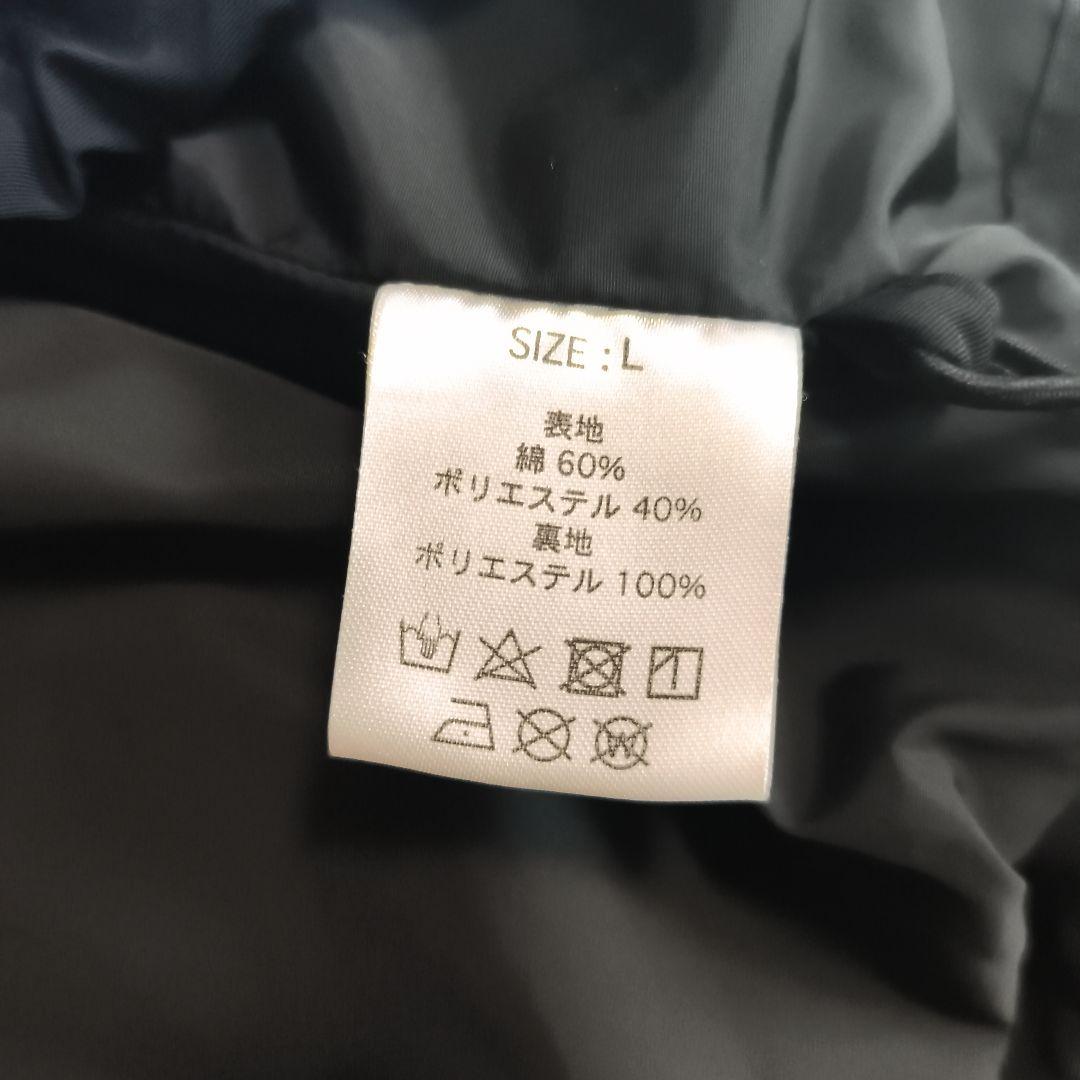 SIZE : L
表地
綿 60%
ポリエステル 40%
裏地
ポリエステル 100%
W